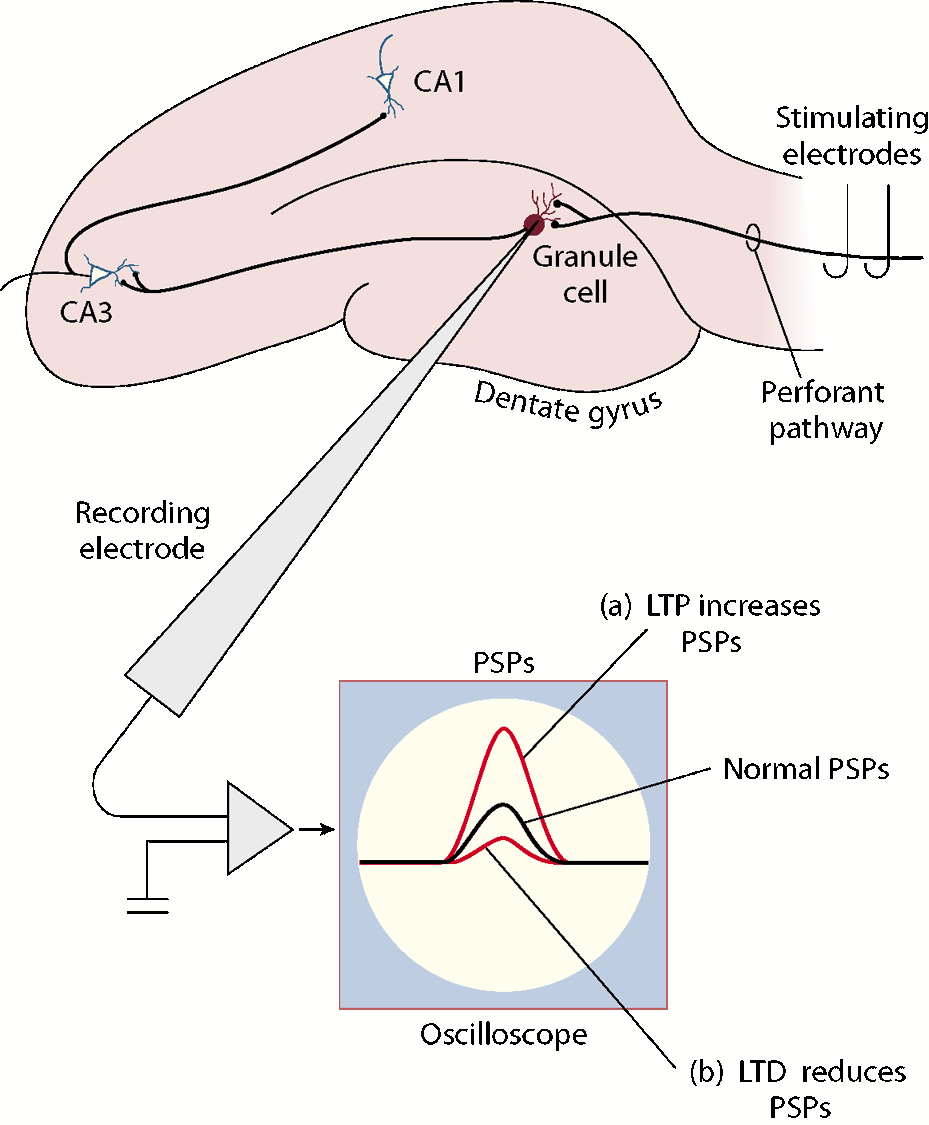 CA1
Stimulating
electrodes
Granule
cell
CA3
Dentate gyrus
Perforant
pathway
Recording
electrode
(a) LTP increases
PSPs
PSPs
Normal PSPs
Oscilloscope
(b) LTD reduces
PSPs